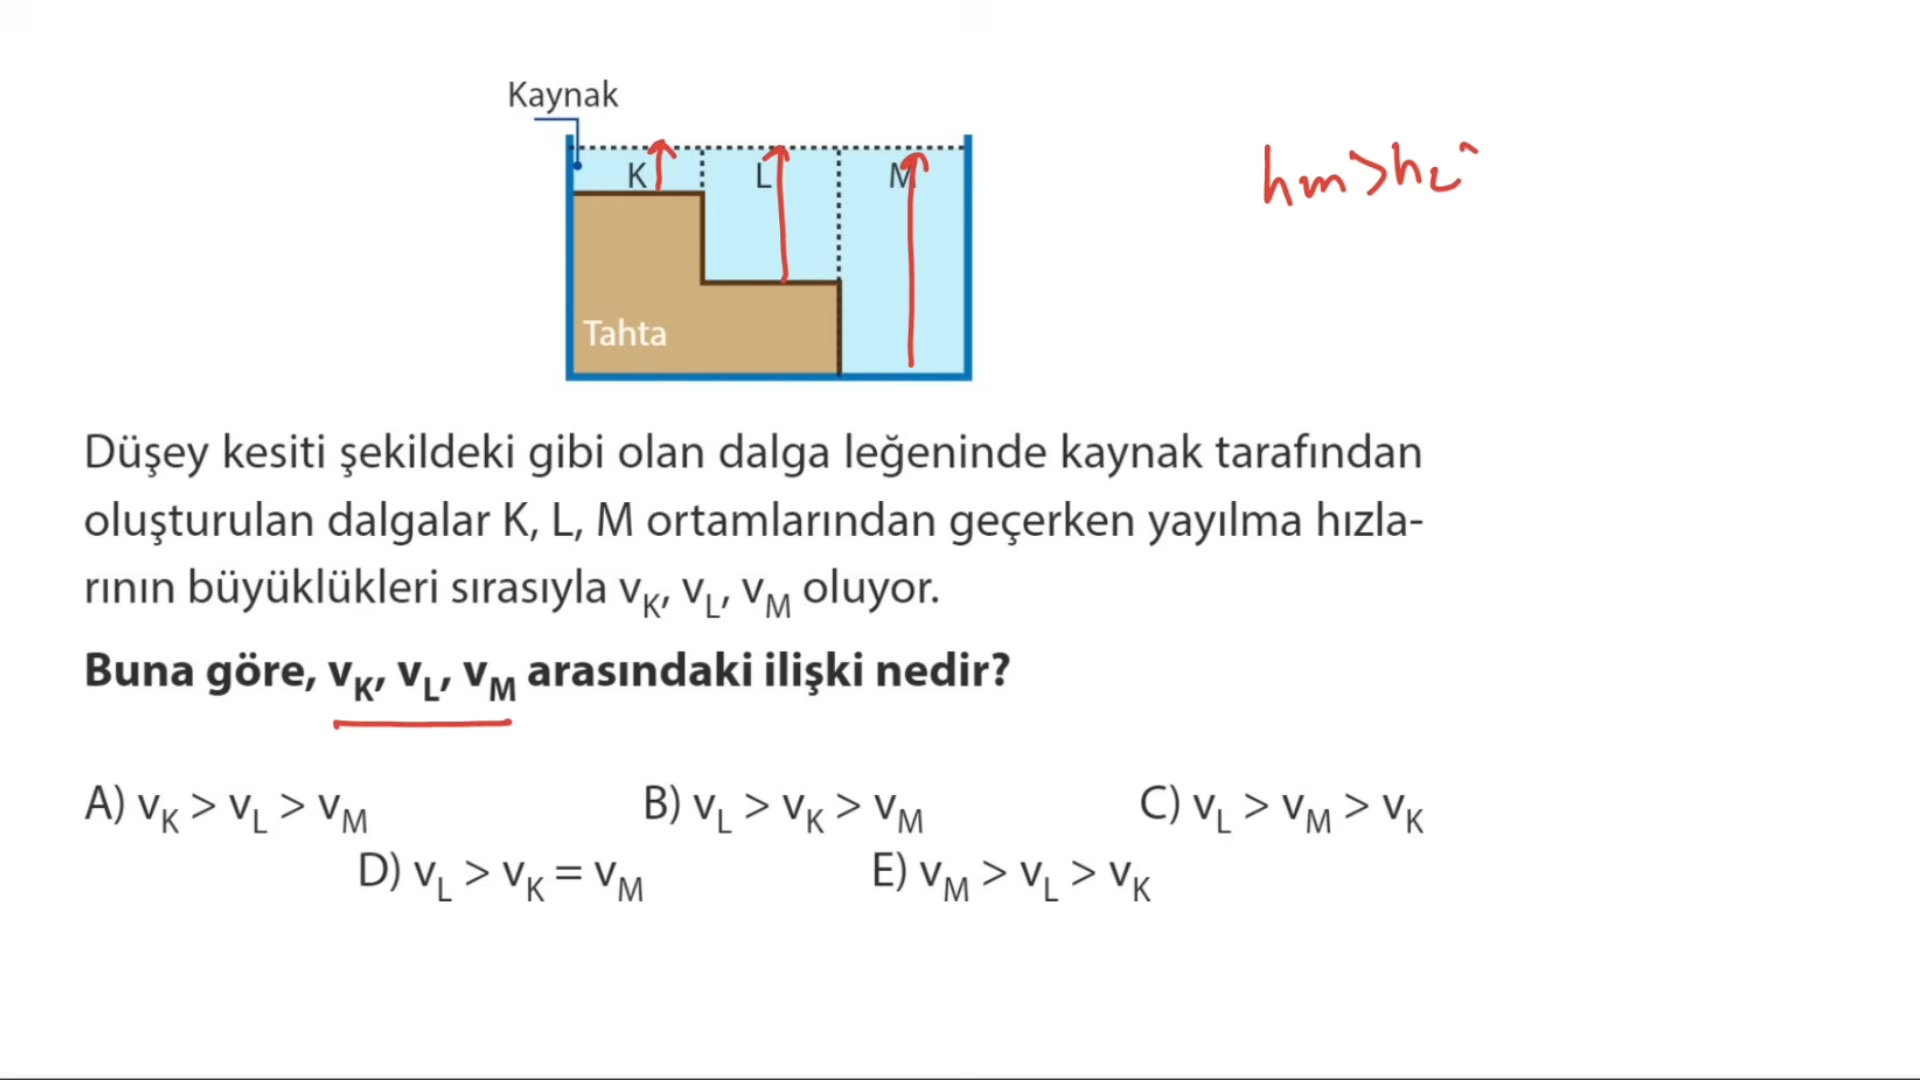 Kaynak
K L M
hm>hL
Tahta
Düşey kesiti şekildeki gibi olan dalga leğeninde kaynak tarafından
oluşturulan dalgalar K, L, M ortamlarından geçerken yayılma hızla-
rının büyüklükleri sırasıyla vK, vL, vM oluyor.
Buna göre, vK, vL, vM arasındaki ilişki nedir?
A) vK > vL > vM B) vL > vK > vM C) vL > vM > vK
D) vL > vK = vM E) vM > vL > vK